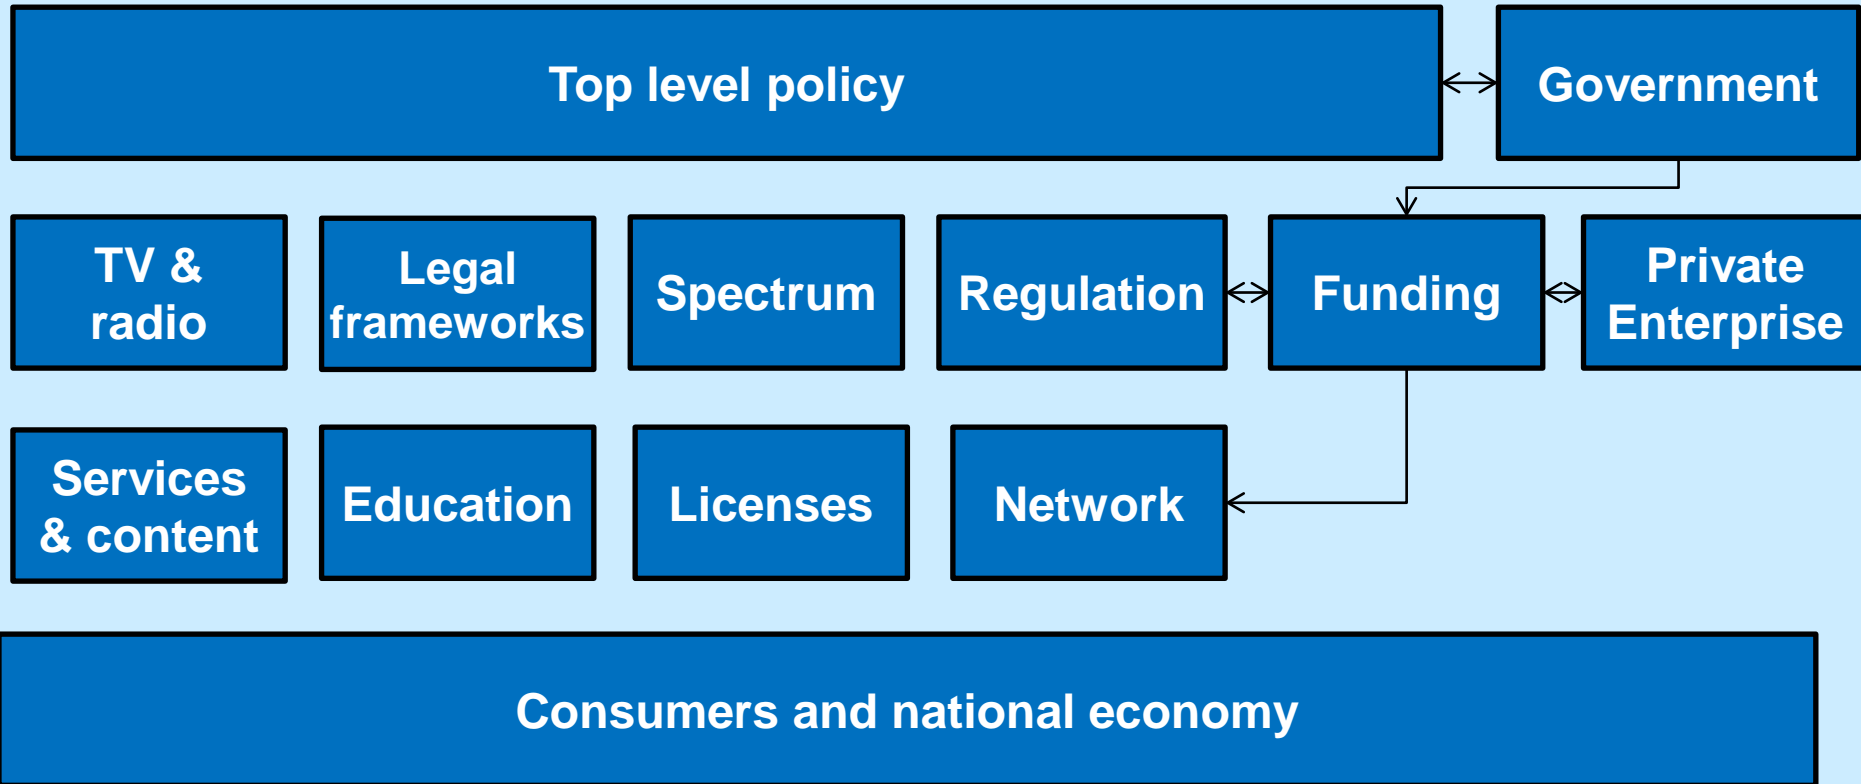 Top level policy
Government
TV &
radio
Legal
frameworks
Spectrum
Regulation
Funding
Private
Enterprise
Services
& content
Education
Licenses
Network
Consumers and national economy